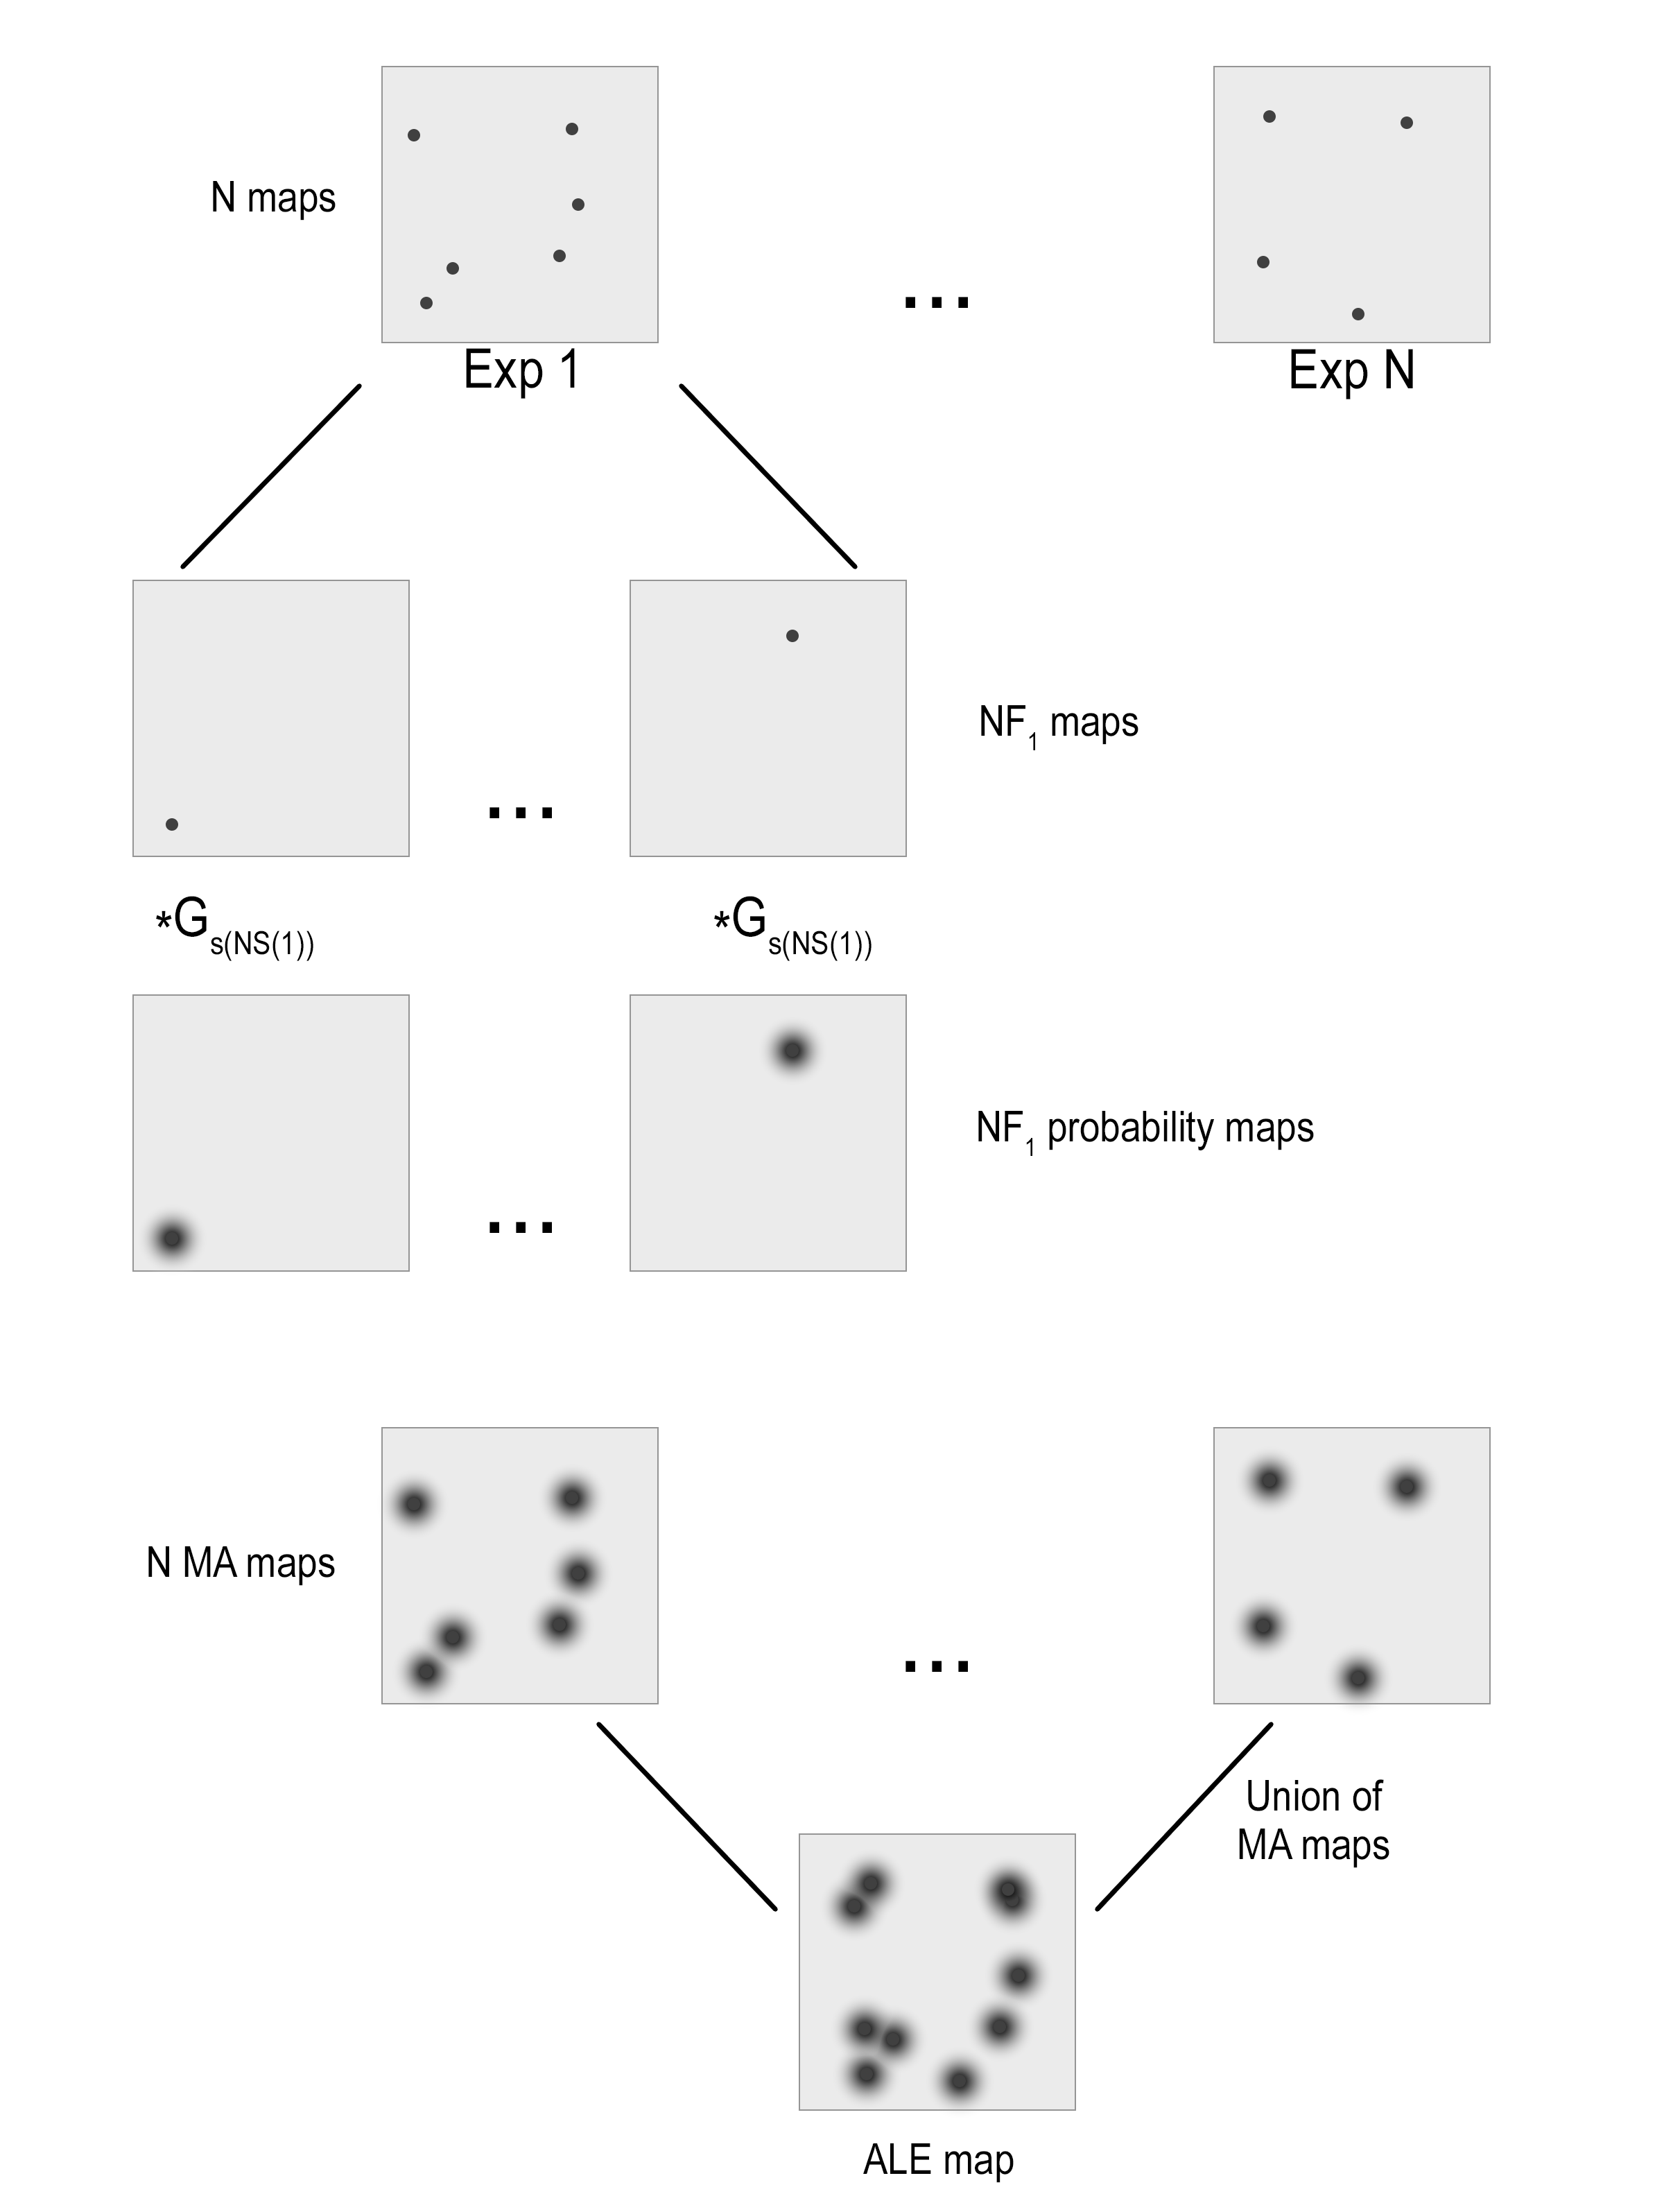 N maps
...
Exp 1
Exp N
NF1 maps
...
*Gs(NS(1))
*Gs(NS(1))
NF1 probability maps
...
N MA maps
...
Union of
MA maps
ALE map